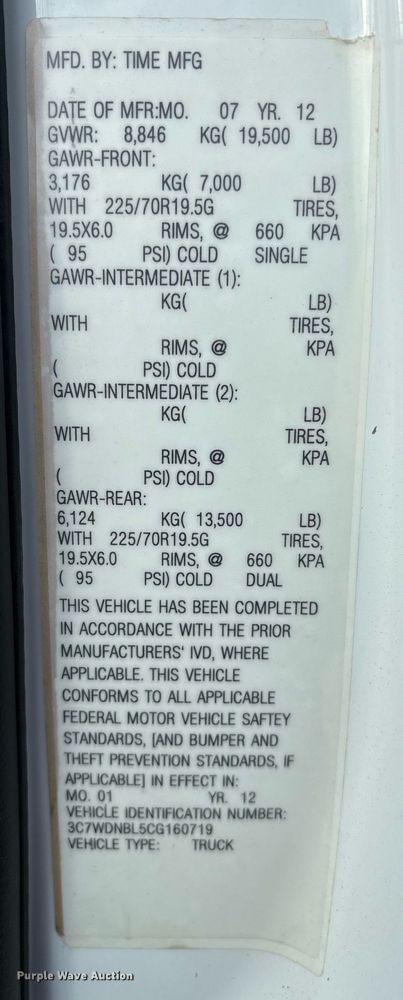 MFD. BY: TIME MFG
DATE OF MFR:MO. 07 YR. 12
GVWR: 8,846 KG( 19,500 LB)
GAWR-FRONT:
3,176 KG( 7,000 LB)
WITH 225/70R19.5G TIRES,
19.5X6.0 RIMS, @ 660 KPA
( 95 PSI) COLD SINGLE
GAWR-INTERMEDIATE (1):
KG( LB)
WITH TIRES,
RIMS, @ KPA
( PSI) COLD
GAWR-INTERMEDIATE (2):
KG( LB)
WITH TIRES,
RIMS, @ KPA
( PSI) COLD
GAWR-REAR:
6,124 KG( 13,500 LB)
WITH 225/70R19.5G TIRES,
19.5X6.0 RIMS, @ 660 KPA
( 95 PSI) COLD DUAL
THIS VEHICLE HAS BEEN COMPLETED
IN ACCORDANCE WITH THE PRIOR
MANUFACTURERS' IVD, WHERE
APPLICABLE. THIS VEHICLE
CONFORMS TO ALL APPLICABLE
FEDERAL MOTOR VEHICLE SAFTEY
STANDARDS, [AND BUMPER AND
THEFT PREVENTION STANDARDS, IF
APPLICABLE] IN EFFECT IN:
MO. 01 YR. 12
VEHICLE IDENTIFICATION NUMBER:
3C7WDNBL5CG160719
VEHICLE TYPE: TRUCK
Purple Wave Auction